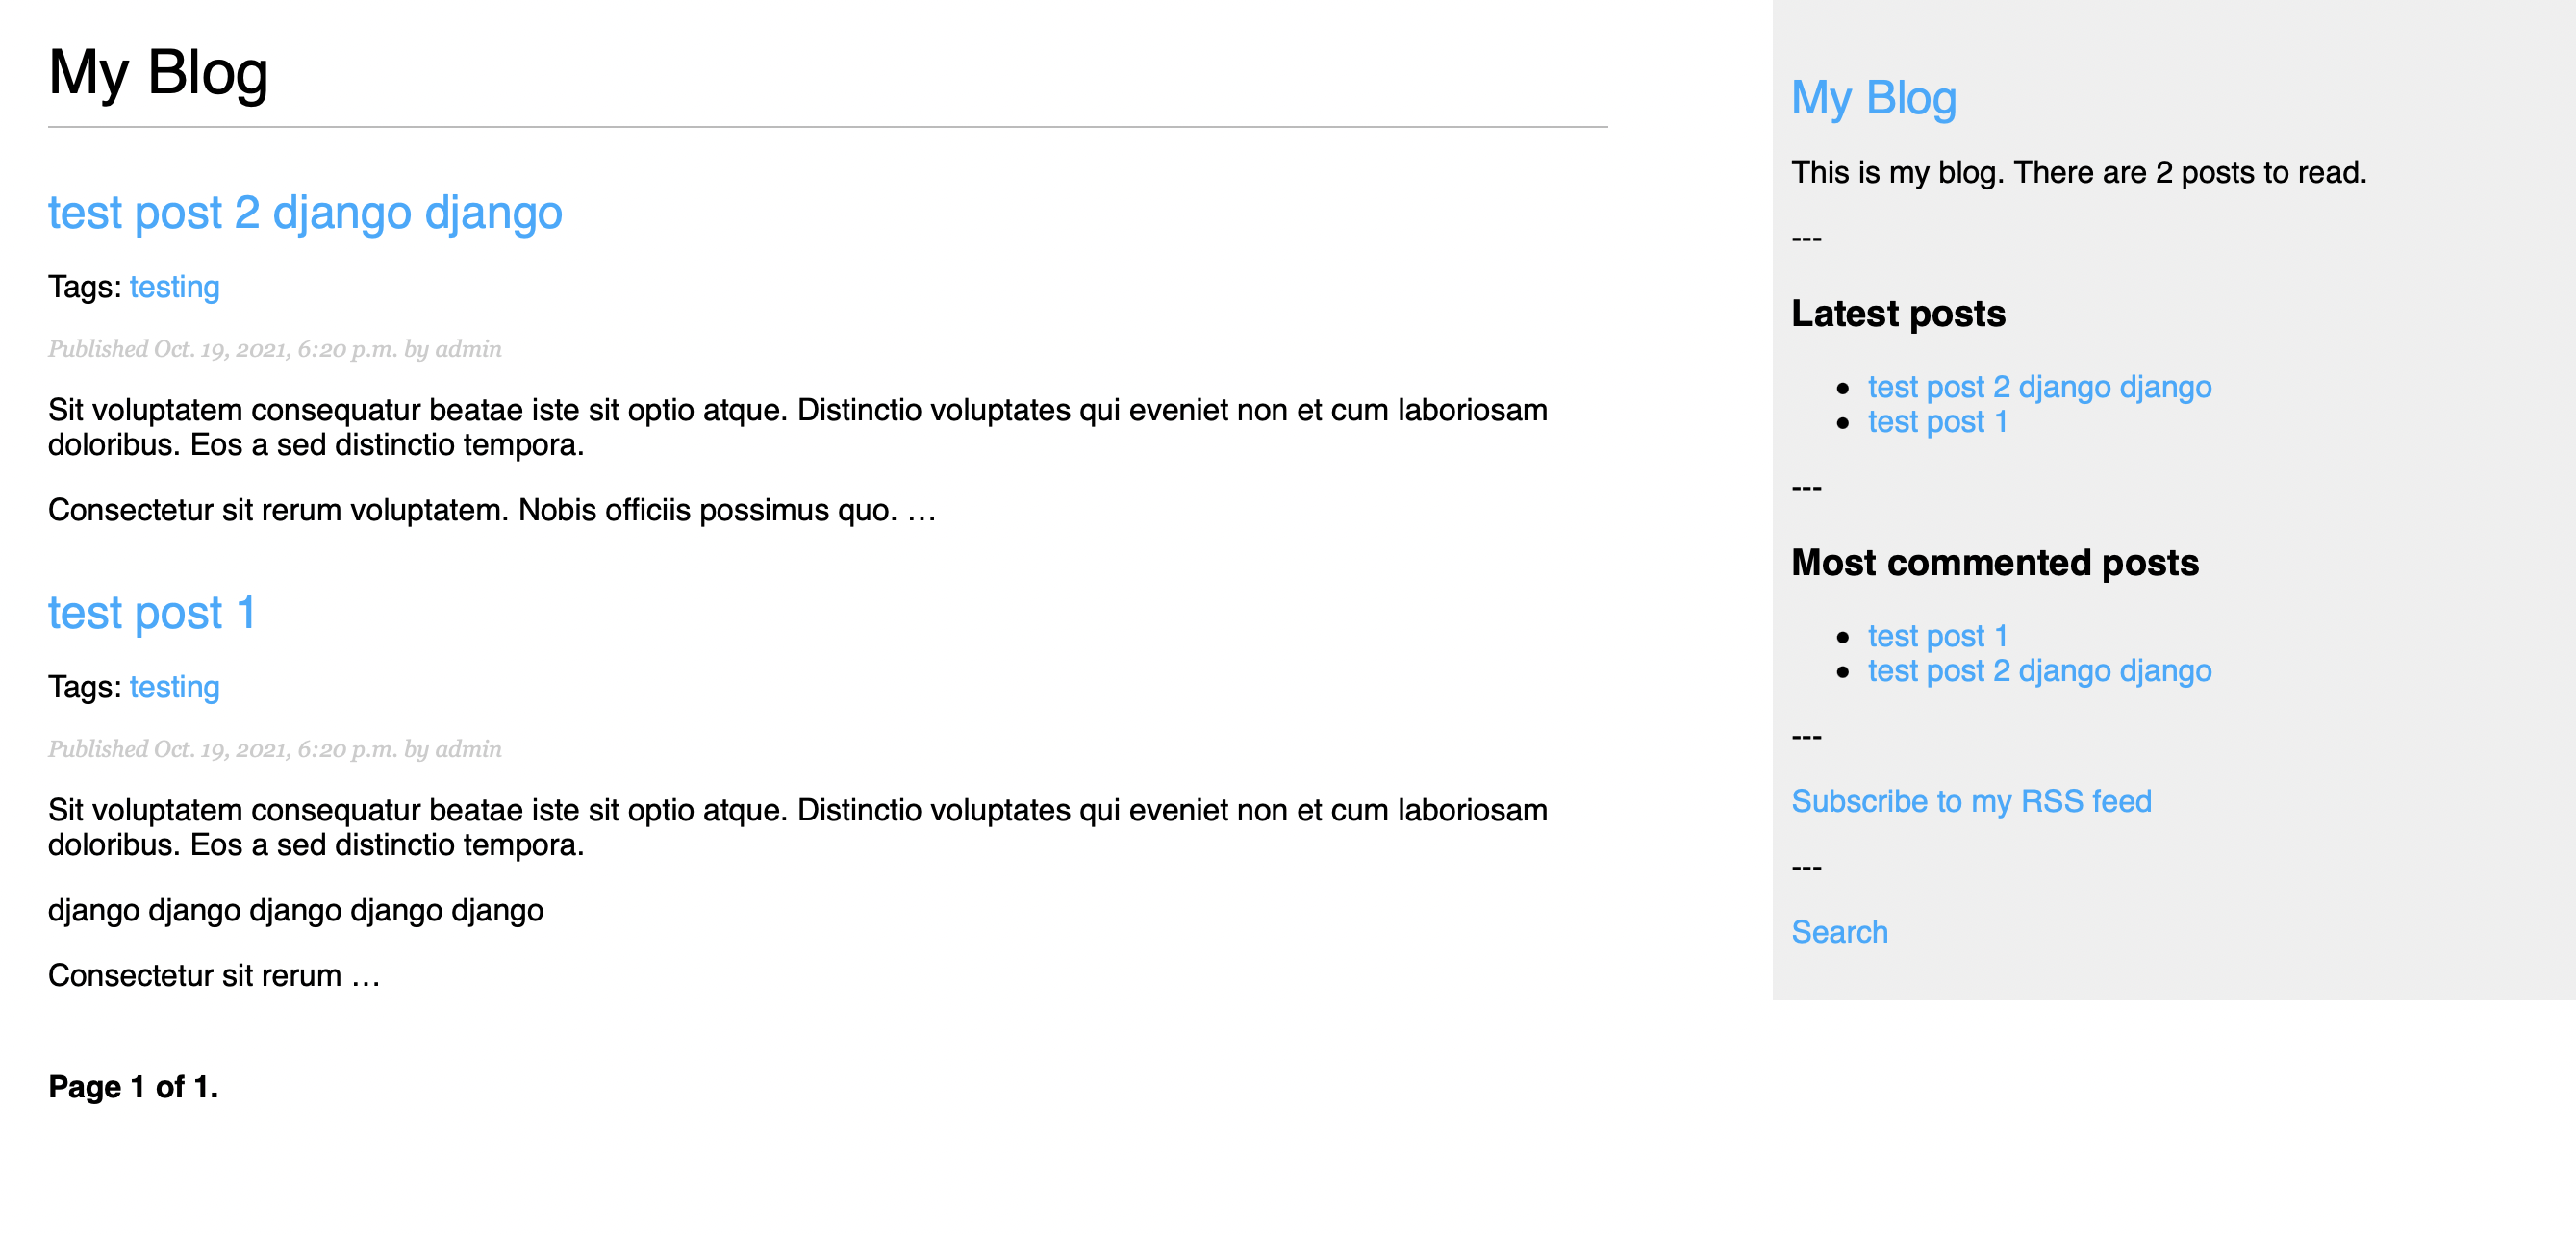 My Blog
test post 2 django django
Tags: testing
Published Oct. 19, 2021, 6:20 p.m. by admin
Sit voluptatem consequatur beatae iste sit optio atque. Distinctio voluptates qui eveniet non et cum laboriosam
doloribus. Eos a sed distinctio tempora.
Consectetur sit rerum voluptatem. Nobis officiis possimus quo. …
test post 1
Tags: testing
Published Oct. 19, 2021, 6:20 p.m. by admin
Sit voluptatem consequatur beatae iste sit optio atque. Distinctio voluptates qui eveniet non et cum laboriosam
doloribus. Eos a sed distinctio tempora.
django django django django django
Consectetur sit rerum …
Page 1 of 1.
My Blog
This is my blog. There are 2 posts to read.
---
Latest posts
• test post 2 django django
• test post 1
---
Most commented posts
• test post 1
• test post 2 django django
---
Subscribe to my RSS feed
---
Search